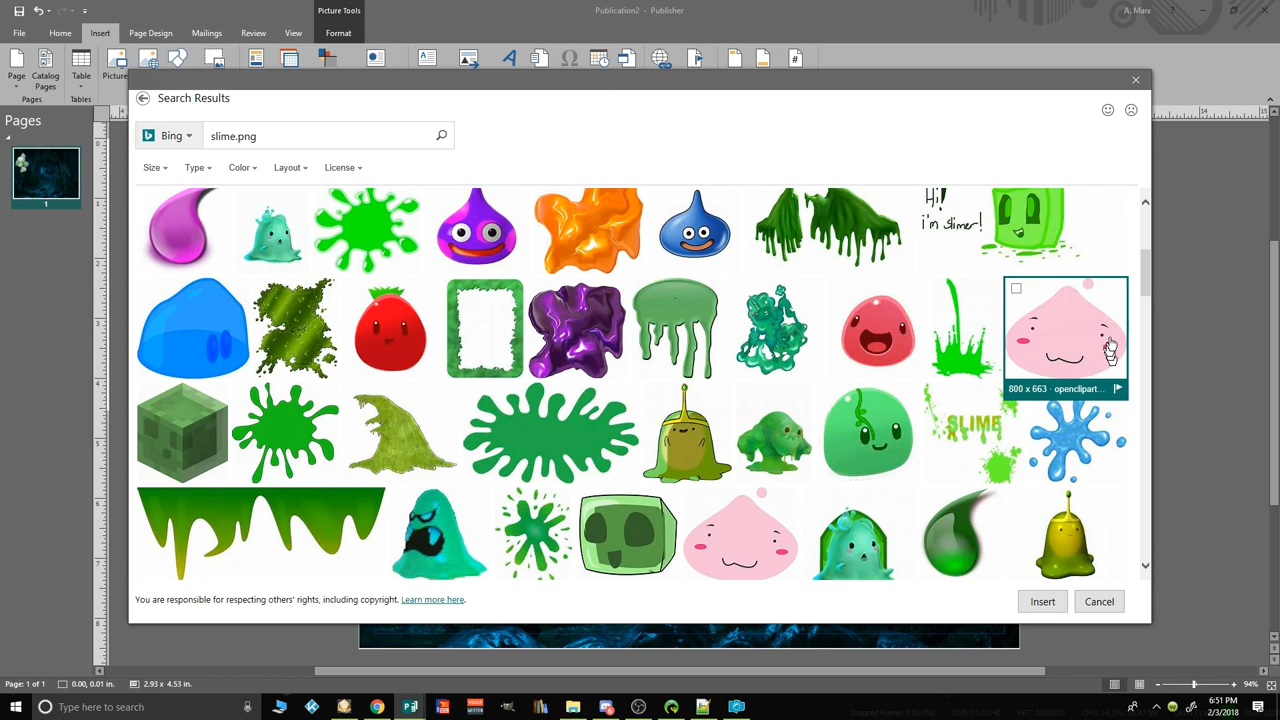 Picture Tools
Publication2 - Publisher
A. Marx
File Home Insert Page Design Mailings Review View Format
Page Catalog Pages Table Picture
Pages Tables
Search Results
Pages
Bing slime.png
Size Type Color Layout License
Hi!
i'm slimer!
800 x 663 · openclipart...
SLIME
1
You are responsible for respecting others' rights, including copyright. Learn more here.
Insert Cancel
Page: 1 of 1 0.00, 0.01 in. 2.93 x 4.53 in. 94%
Type here to search
6:51 PM
2/3/2018